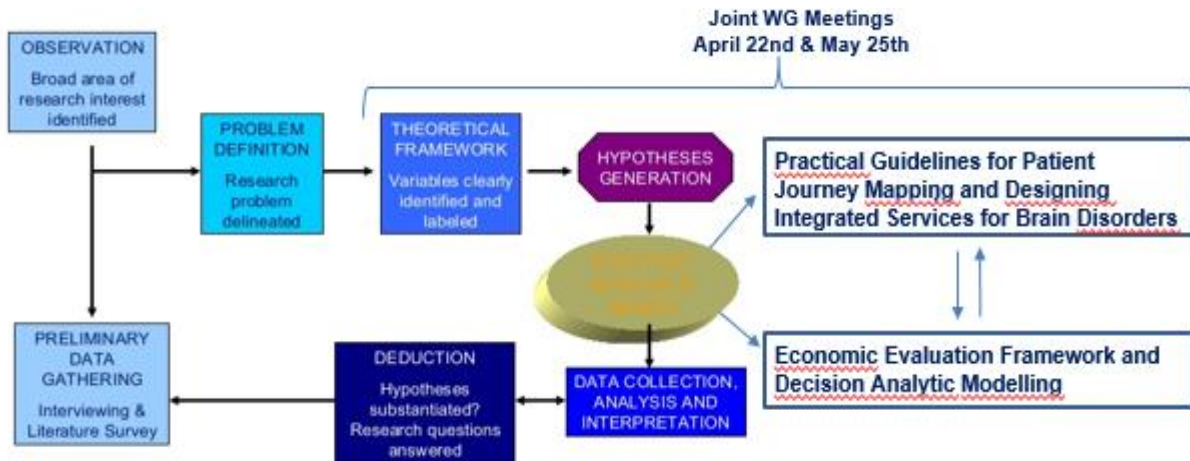 Joint WG Meetings
April 22nd & May 25th
OBSERVATION
Broad area of
research interest
identified
PROBLEM
DEFINITION
Research
problem
delineated
THEORETICAL
FRAMEWORK
Variables clearly
identified and
labeled
HYPOTHESES
GENERATION
Practical Guidelines for Patient
Journey Mapping and Designing
Integrated Services for Brain Disorders
PRELIMINARY
DATA
GATHERING
Interviewing &
Literature Survey
DEDUCTION
Hypotheses
substantiated?
Research questions
answered
DATA COLLECTION,
ANALYSIS AND
INTERPRETATION
Economic Evaluation Framework and
Decision Analytic Modelling